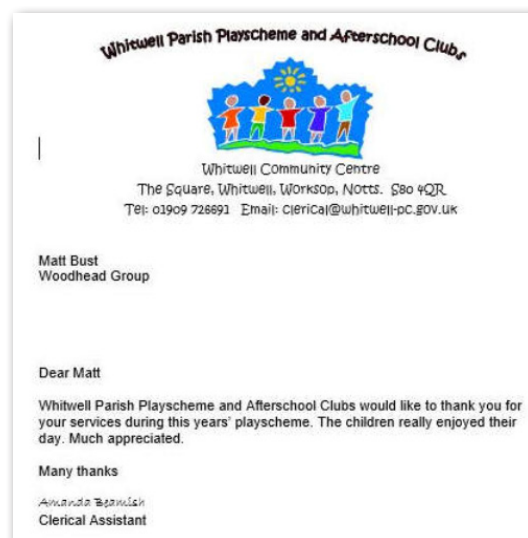 Whitwell Parish Playscheme and Afterschool Clubs
Whitwell Community Centre
The Square, Whitwell, Worksop, Notts. S80 4QR
Tel: 01909 726691 Email: clerical@whitwell-pc.gov.uk
Matt Bust
Woodhead Group
Dear Matt
Whitwell Parish Playscheme and Afterschool Clubs would like to thank you for
your services during this years’ playscheme. The children really enjoyed their
day. Much appreciated.
Many thanks
Amanda Beamish
Clerical Assistant